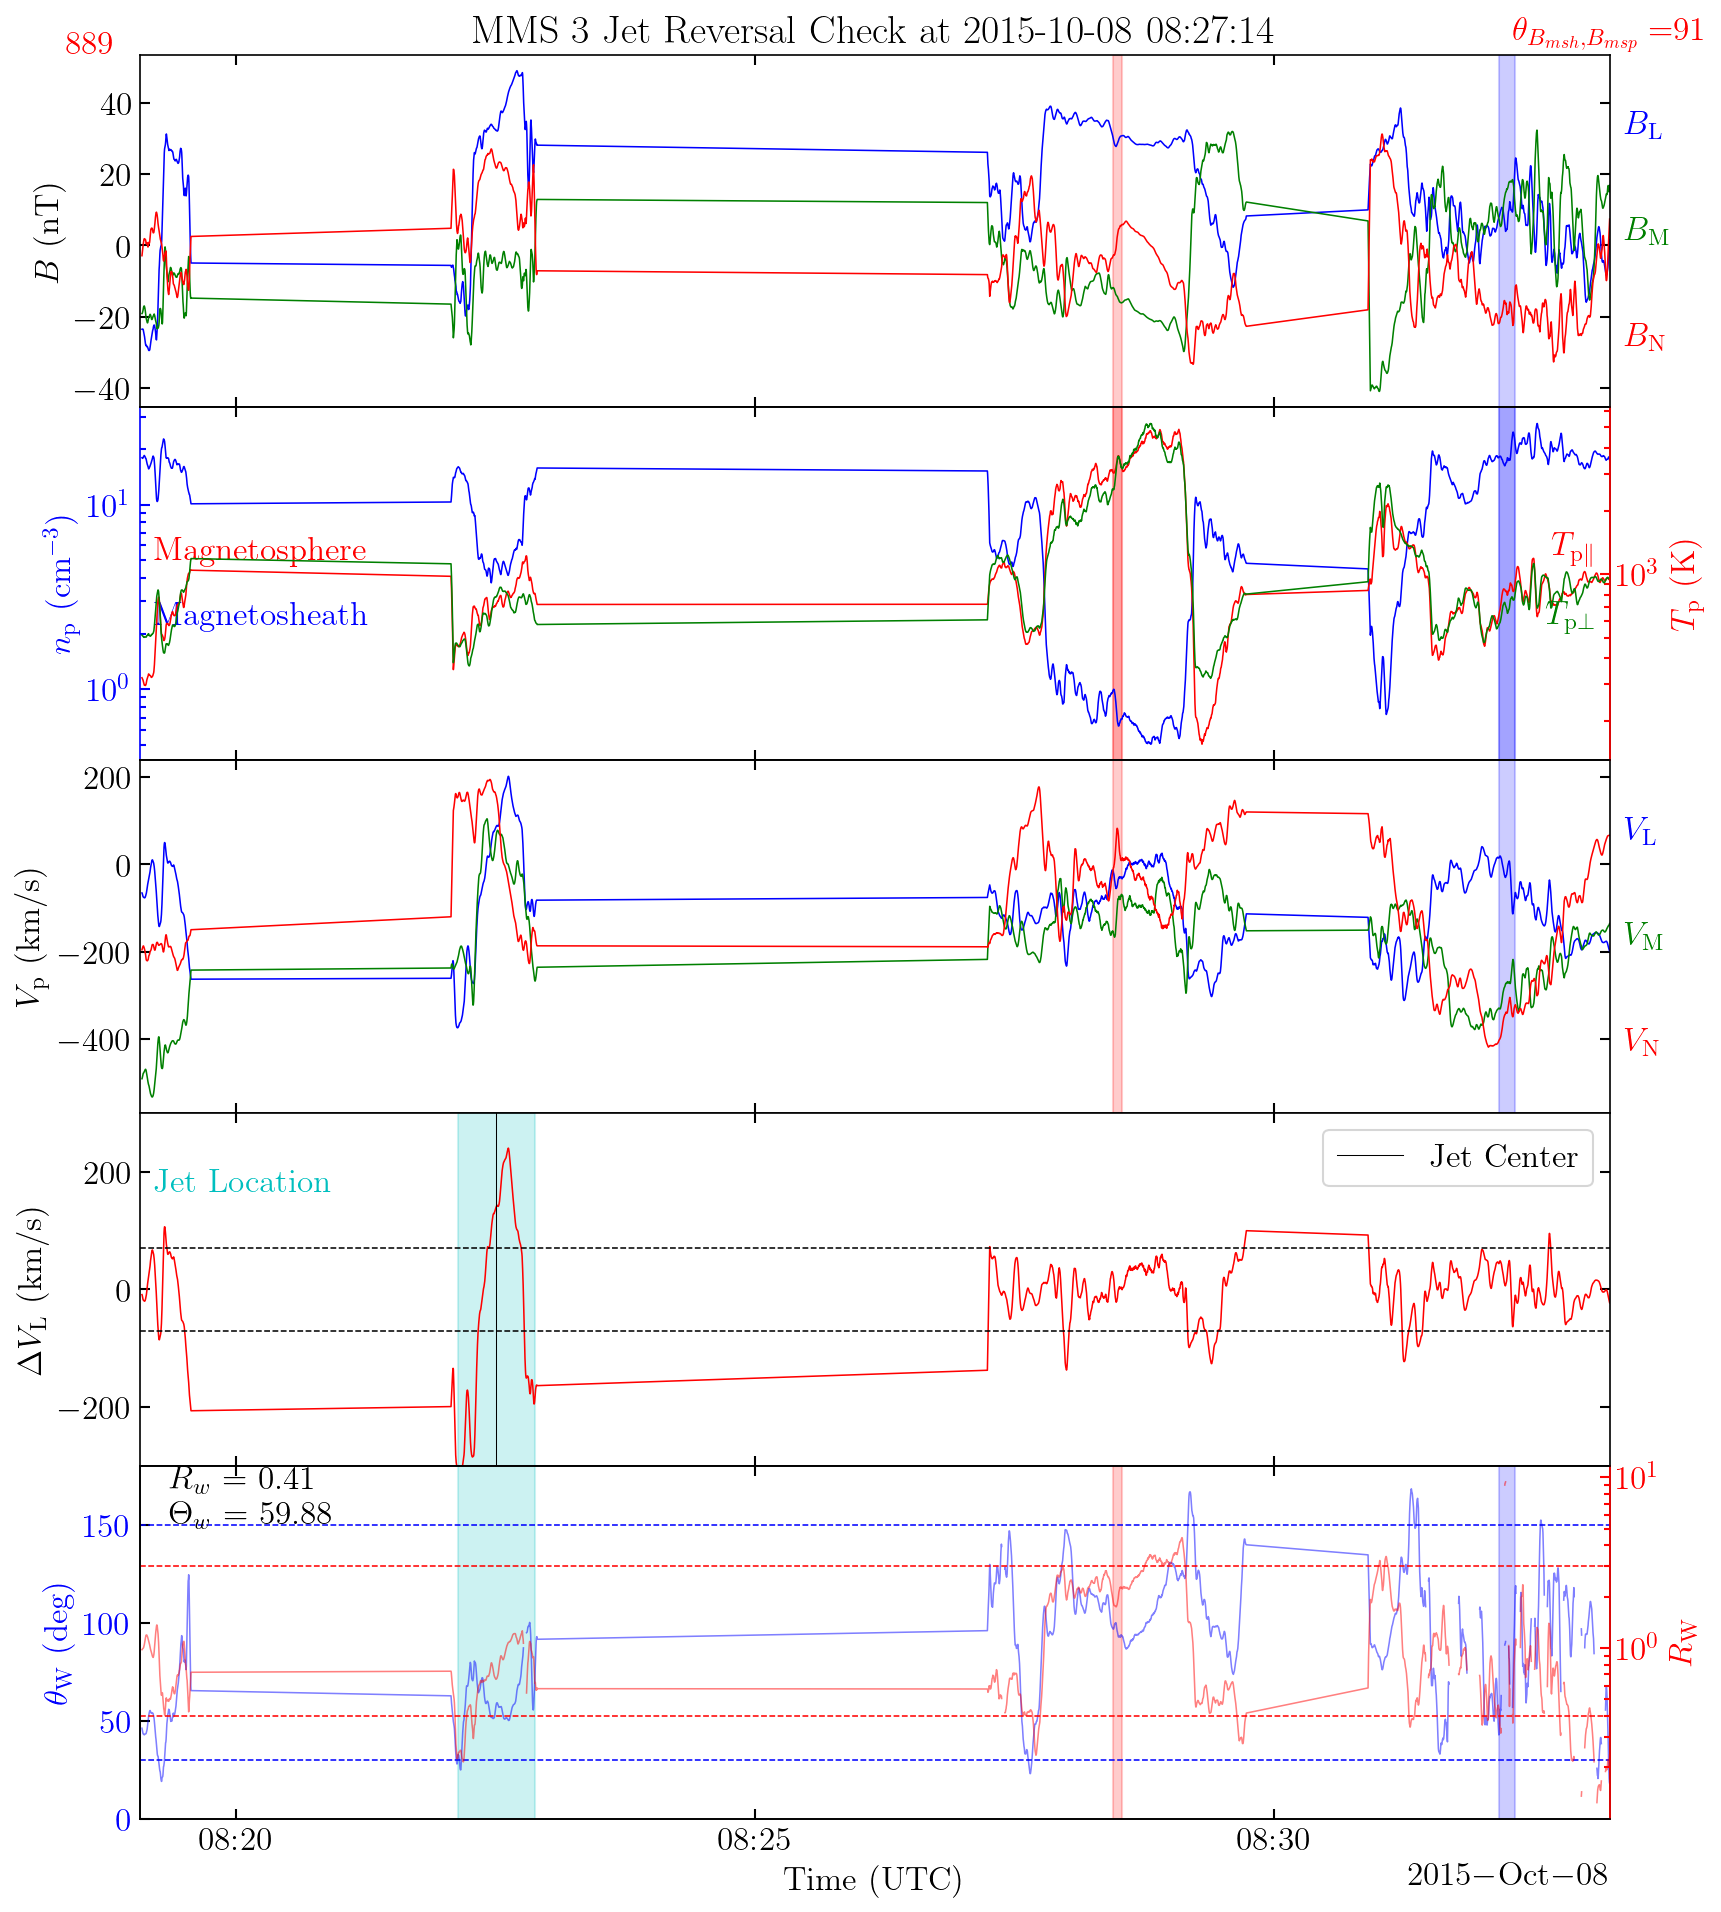 MMS 3 Jet Reversal Check at 2015-10-08 08:27:14
889
θ_{B_{msh},B_{msp}} =91
40
20
0
−20
−40
B (nT)
B_L
B_M
B_N
10^1
10^0
n_p (cm^{−3})
Magnetosphere
Magnetosheath
T_{p∥}
T_{p⊥}
10^3
T_p (K)
200
0
−200
−400
V_p (km/s)
V_L
V_M
V_N
200
0
−200
ΔV_L (km/s)
Jet Location
Jet Center
R_w = 0.41
Θ_w = 59.88
150
100
50
0
θ_W (deg)
10^1
10^0
R_W
08:20
08:25
08:30
Time (UTC)
2015−Oct−08